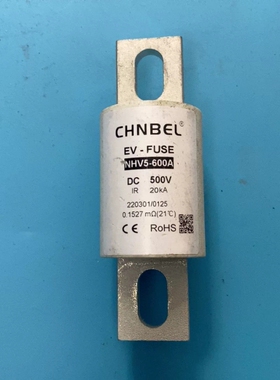 CHNBEL®
EV - FUSE
NHV5-600A
DC 500V
IR 20kA
220301/0125
0.1527 mΩ(21℃)
CE RoHS